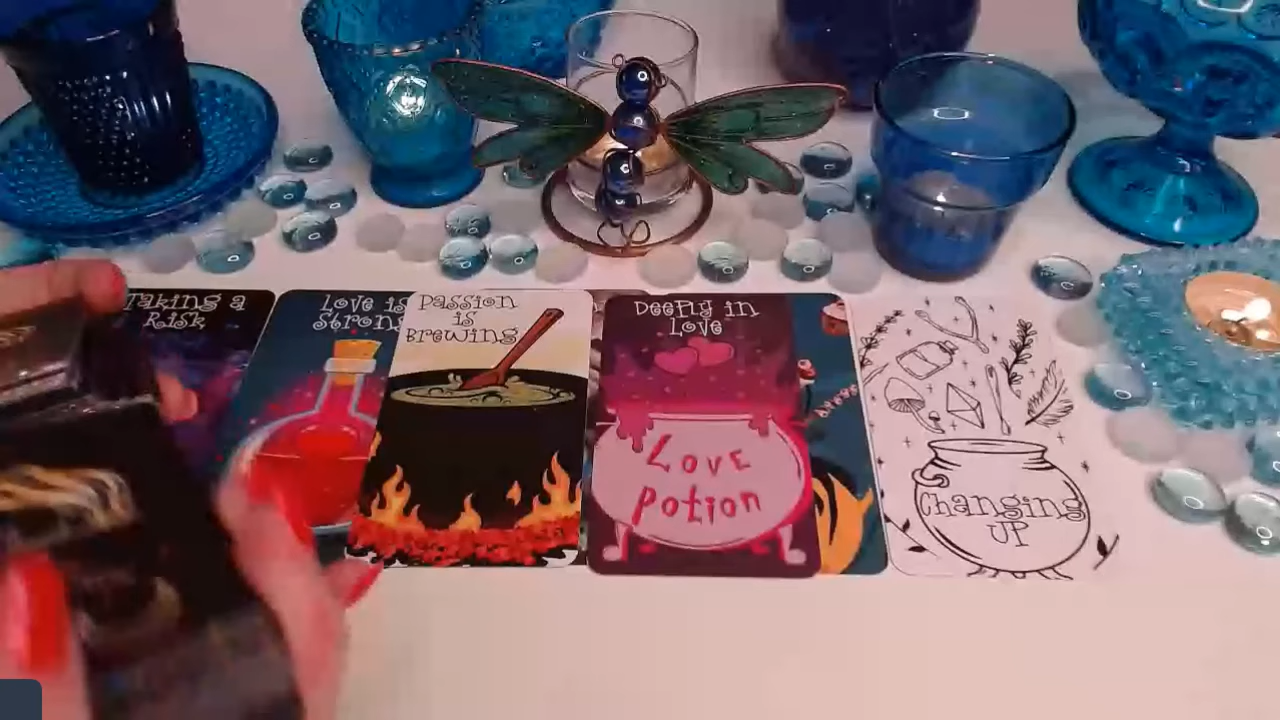 Taking a
Risk
Love is
Strong
Passion
is
Brewing
Deeply in
Love
Love
Potion
Changing
UP